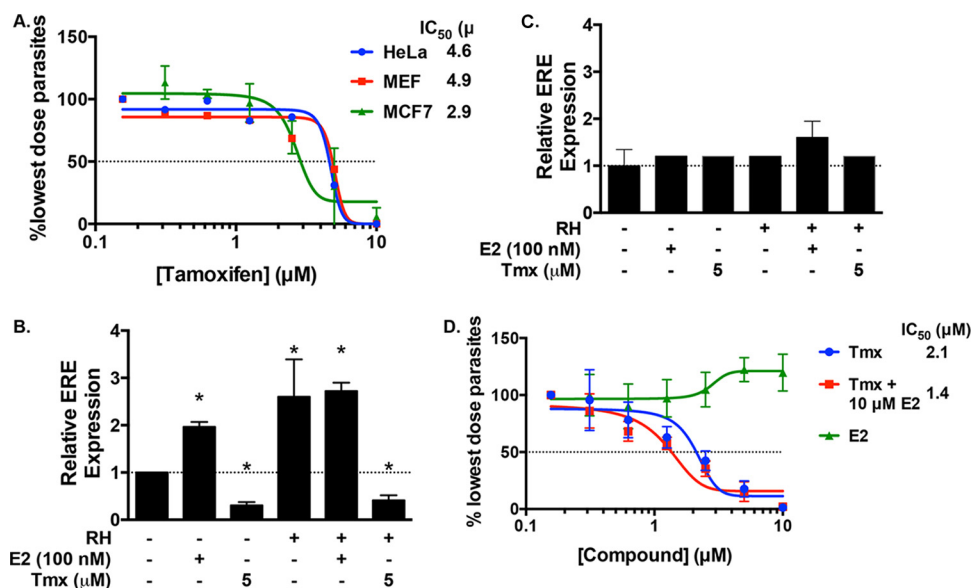 A.
IC50 (μ
HeLa 4.6
MEF 4.9
MCF7 2.9
%lowest dose parasites
150
100
50
0
0.1 1 10
[Tamoxifen] (μM)
C.
Relative ERE
Expression
4
3
2
1
0
RH - - - + + +
E2 (100 nM) - + - - + -
Tmx (μM) - - 5 - - 5
B.
Relative ERE
Expression
4
3
2
1
0
* * * * *
RH - - - + + +
E2 (100 nM) - + - - + -
Tmx (μM) - - 5 - - 5
D.
IC50 (μM)
Tmx 2.1
Tmx +
10 μM E2 1.4
E2
% lowest dose parasites
150
100
50
0
0.1 1 10
[Compound] (μM)